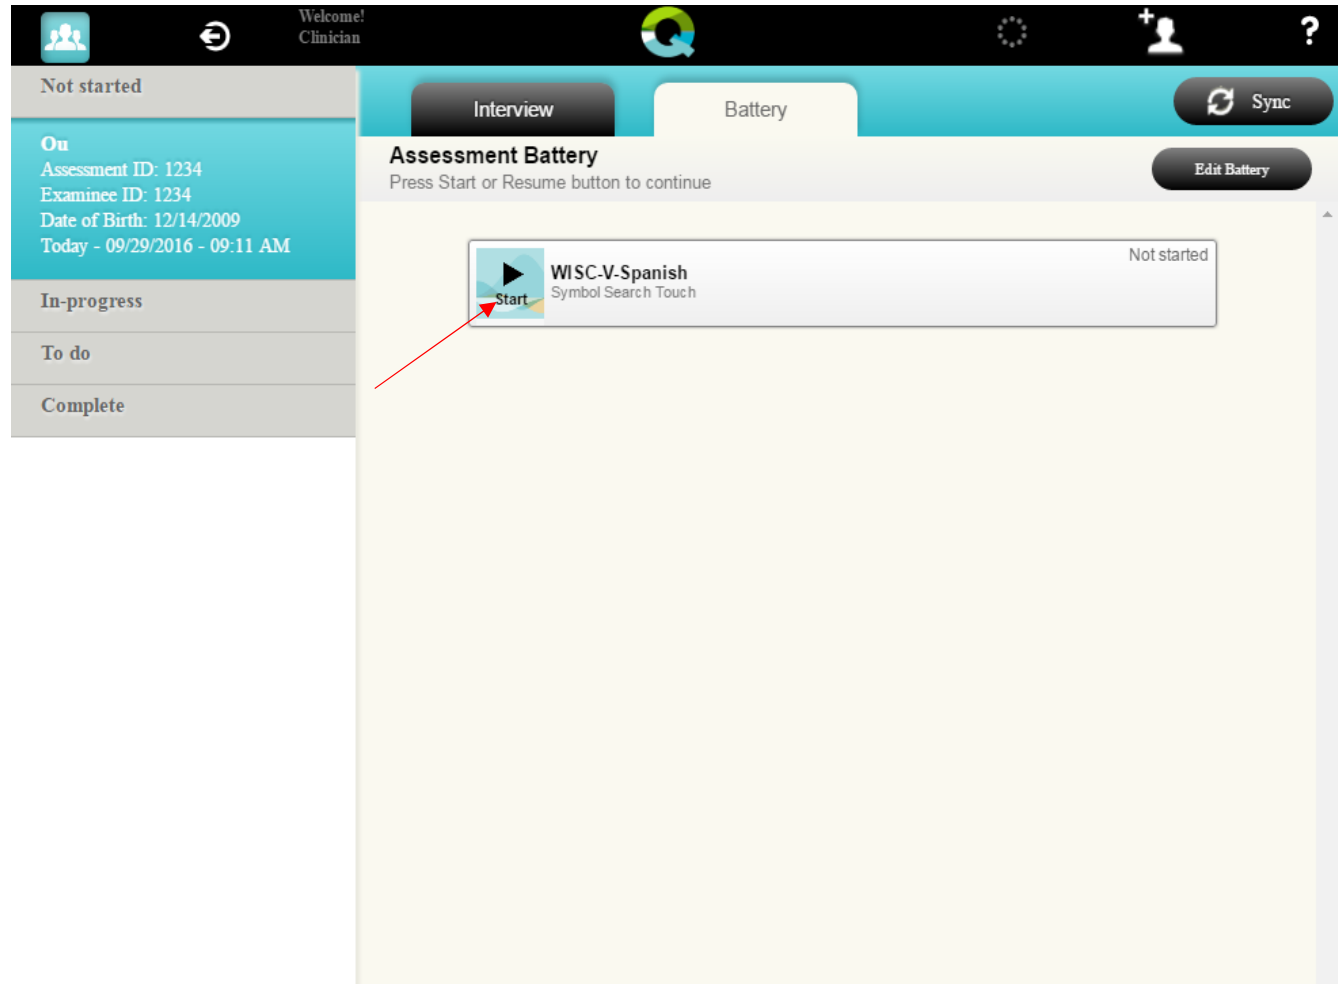 Welcome!
Clinician
?
Not started
Interview
Battery
Sync
Ou
Assessment ID: 1234
Examinee ID: 1234
Date of Birth: 12/14/2009
Today - 09/29/2016 - 09:11 AM
Assessment Battery
Press Start or Resume button to continue
Edit Battery
In-progress
To do
Complete
Start
WISC-V-Spanish
Symbol Search Touch
Not started